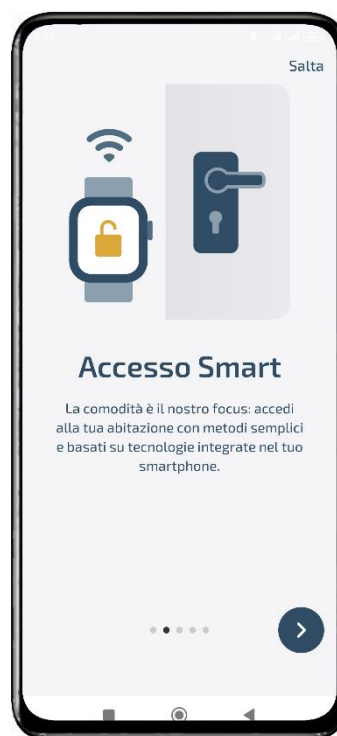 Salta
Accesso Smart
La comodità è il nostro focus: accedi
alla tua abitazione con metodi semplici
e basati su tecnologie integrate nel tuo
smartphone.